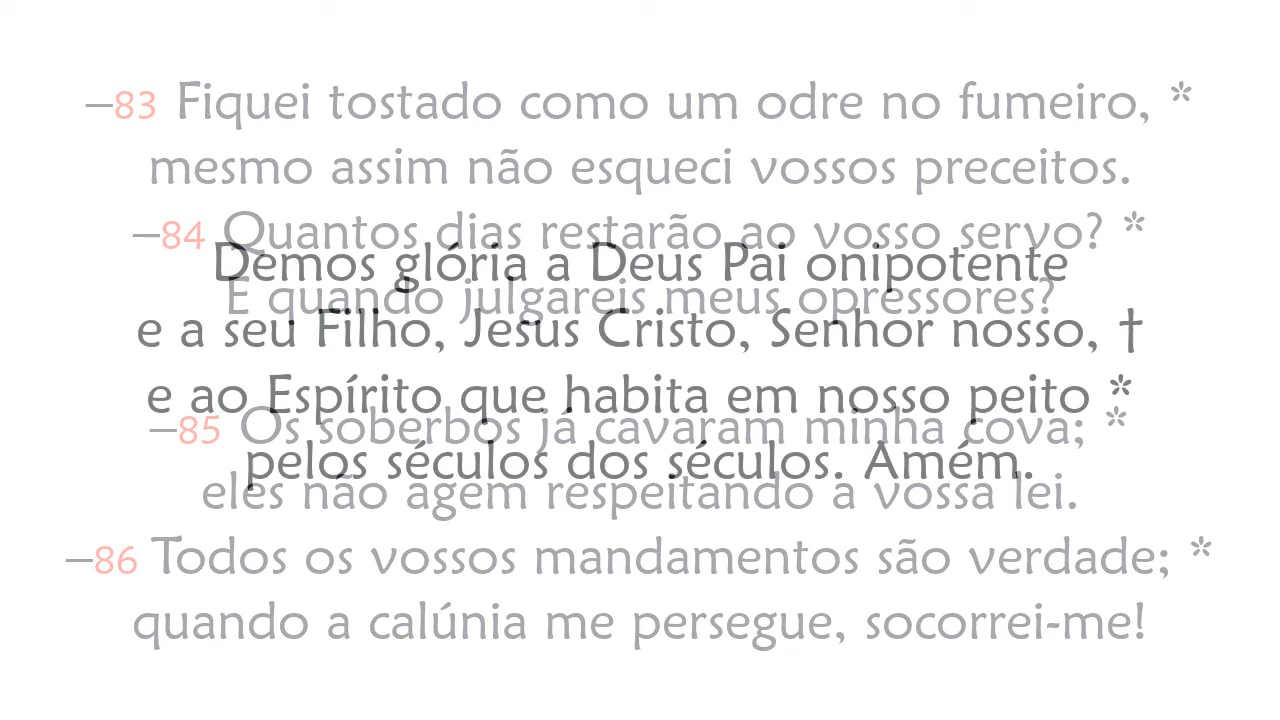 –83 Fiquei tostado como um odre no fumeiro, *
mesmo assim não esqueci vossos preceitos.
–84 Quantos dias restarão ao vosso servo? *
E quando julgareis meus opressores?
–85 Os soberbos já cavaram minha cova; *
eles não agem respeitando a vossa lei.
–86 Todos os vossos mandamentos são verdade; *
quando a calúnia me persegue, socorrei-me!
Demos glória a Deus Pai onipotente
e a seu Filho, Jesus Cristo, Senhor nosso, †
e ao Espírito que habita em nosso peito *
pelos séculos dos séculos. Amém.